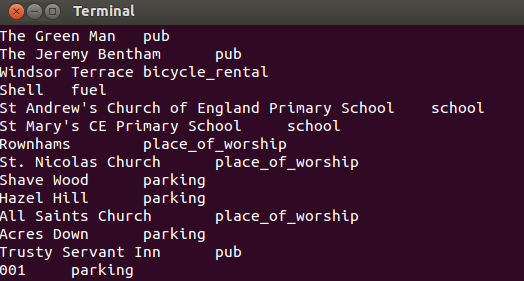 Terminal
The Green Man pub
The Jeremy Bentham pub
Windsor Terrace bicycle_rental
Shell fuel
St Andrew's Church of England Primary School school
St Mary's CE Primary School school
Rownhams place_of_worship
St. Nicolas Church place_of_worship
Shave Wood parking
Hazel Hill parking
All Saints Church place_of_worship
Acres Down parking
Trusty Servant Inn pub
001 parking